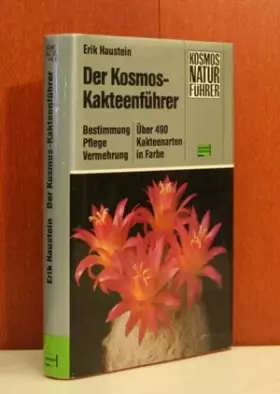 Erik Haustein
Der Kosmos-
Kakteenführer
Bestimmung
Pflege
Vermehrung
Über 490
Kakteenarten
in Farbe
KOSMOS
NATUR
FÜHRER
Erik Haustein Der Kosmos-Kakteenführer